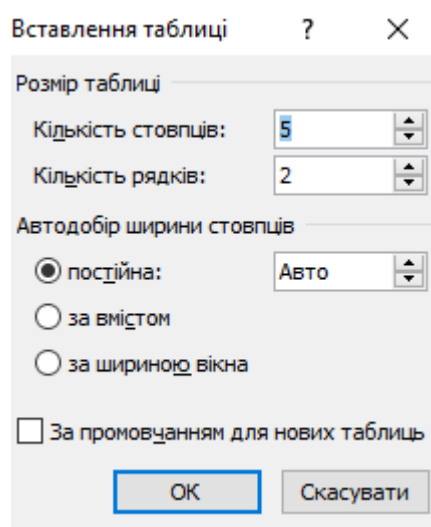 Вставлення таблиці ?
Розмір таблиці
Кількість стовпців: 5
Кількість рядків: 2
Автодобір ширини стовпців
постійна: Авто
за вмістом
за шириною вікна
За промовчанням для нових таблиць
ОК Скасувати